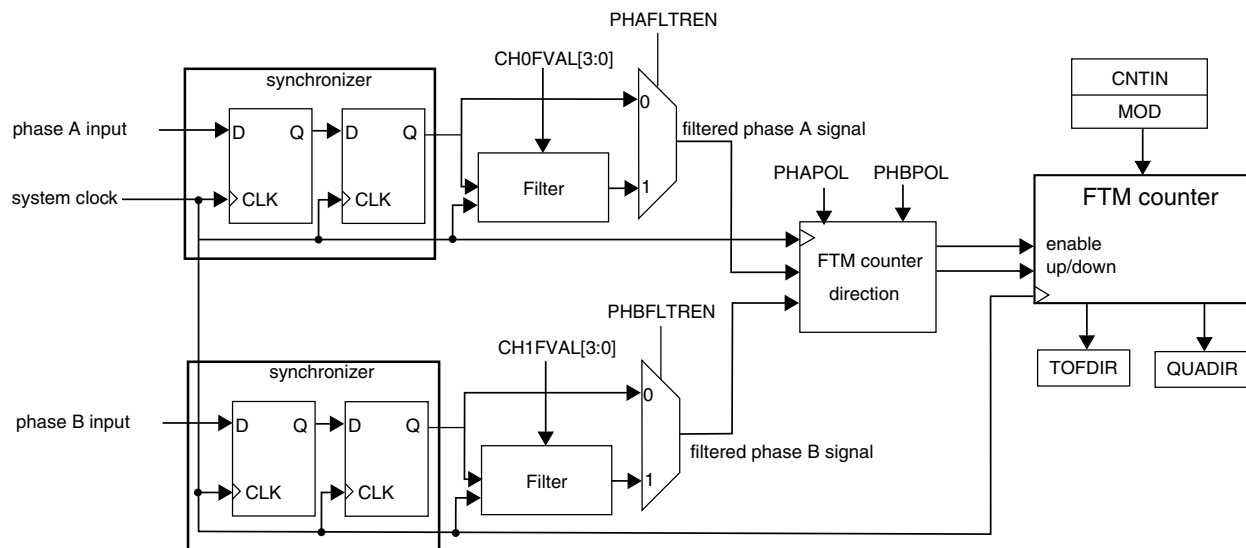 PHAFLTREN
CH0FVAL[3:0]
synchronizer
CNTIN
MOD
0
phase A input
D
Q
D
Q
filtered phase A signal
Filter
1
system clock
CLK
CLK
PHAPOL
PHBPOL
FTM counter
enable
up/down
FTM counter
direction
PHBFLTREN
CH1FVAL[3:0]
synchronizer
TOFDIR
QUADIR
0
phase B input
D
Q
D
Q
filtered phase B signal
Filter
1
CLK
CLK